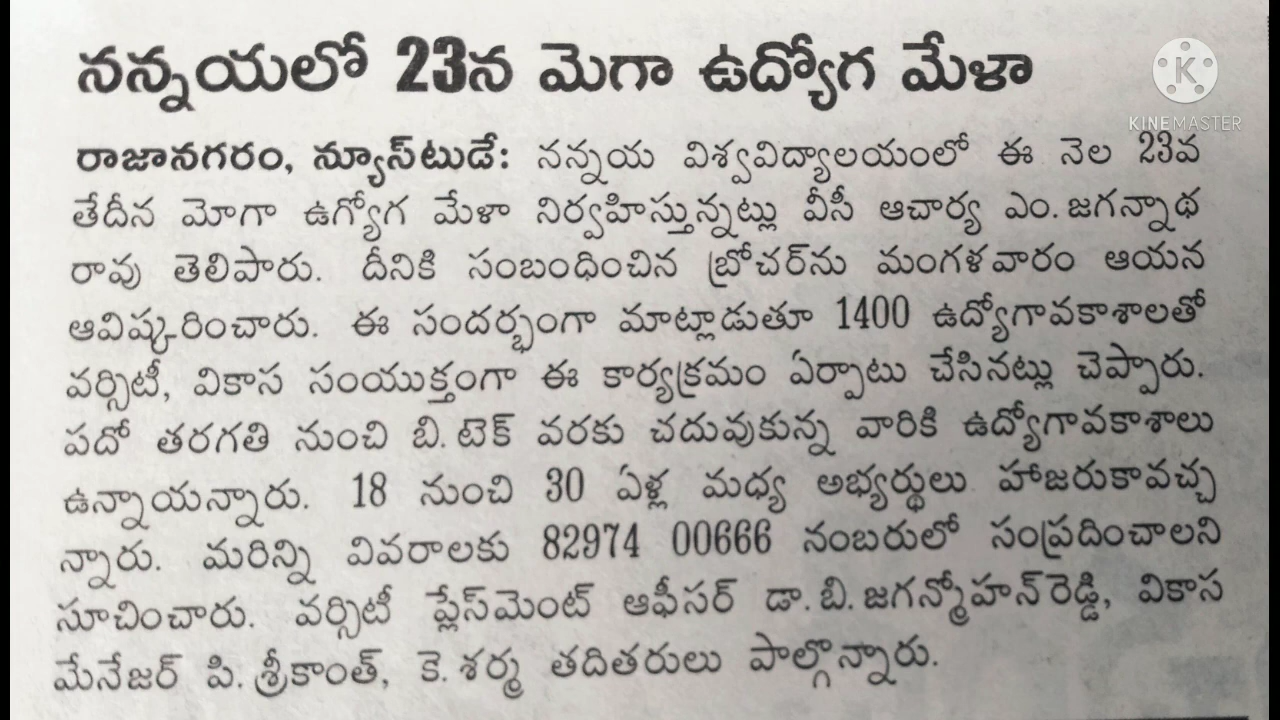 నన్నయలో 23న మెగా ఉద్యోగ మేళా
KINEMASTER
రాజానగరం, న్యూస్‌టుడే: నన్నయ విశ్వవిద్యాలయంలో ఈ నెల 23వ
తేదీన మోగా ఉగ్యోగ మేళా నిర్వహిస్తున్నట్లు వీసీ ఆచార్య ఎం. జగన్నాథ
రావు తెలిపారు. దీనికి సంబంధించిన బ్రోచర్‌ను మంగళవారం ఆయన
ఆవిష్కరించారు. ఈ సందర్భంగా మాట్లాడుతూ 1400 ఉద్యోగావకాశాలతో
వర్సిటీ, వికాస సంయుక్తంగా ఈ కార్యక్రమం ఏర్పాటు చేసినట్లు చెప్పారు.
పదో తరగతి నుంచి బి. టెక్ వరకు చదువుకున్న వారికి ఉద్యోగావకాశాలు
ఉన్నాయన్నారు. 18 నుంచి 30 ఏళ్ల మధ్య అభ్యర్థులు హాజరుకావచ్చ
న్నారు. మరిన్ని వివరాలకు 82974 00666 నంబరులో సంప్రదించాలని
సూచించారు. వర్సిటీ ప్లేస్‌మెంట్ ఆఫీసర్ డా. బి. జగన్మోహన్‌రెడ్డి, వికాస
మేనేజర్ పి. శ్రీకాంత్, కె. శర్మ తదితరులు పాల్గొన్నారు.